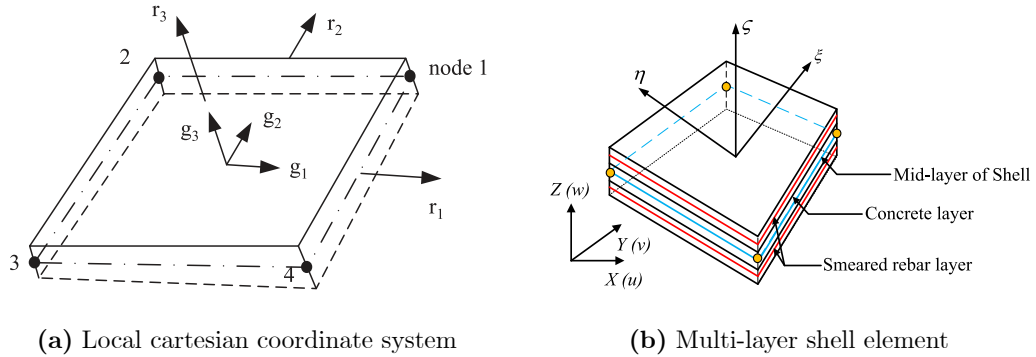 r3
r2
2
node 1
g3
g2
g1
r1
3
4
(a) Local cartesian coordinate system
ς
ξ
η
Mid-layer of Shell
Z (w)
Concrete layer
Y (v)
Smeared rebar layer
X (u)
(b) Multi-layer shell element